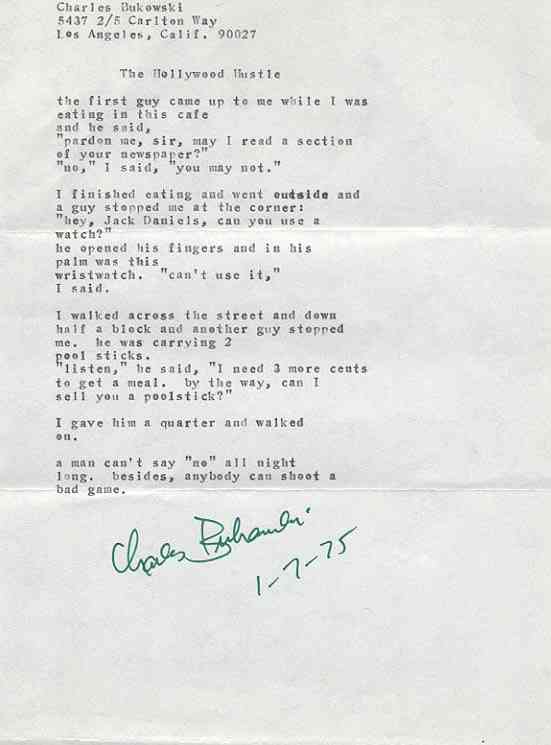 Charles Bukowski
5437 2/5 Carlton Way
Los Angeles, Calif. 90027
The Hollywood Hustle
the first guy came up to me while I was
eating in this cafe
and he said,
"pardon me, sir, may I read a section
of your newspaper?"
"no," I said, "you may not."
I finished eating and went outside and
a guy stopped me at the corner:
"hey, Jack Daniels, can you use a
watch?"
he opened his fingers and in his
palm was this
wristwatch. "can't use it,"
I said.
I walked across the street and down
half a block and another guy stopped
me. he was carrying 2
pool sticks.
"listen," he said, "I need 3 more cents
to get a meal. by the way, can I
sell you a poolstick?"
I gave him a quarter and walked
on.
a man can't say "no" all night
long. besides, anybody can shoot a
bad game.
Charles Bukowski
1-7-75